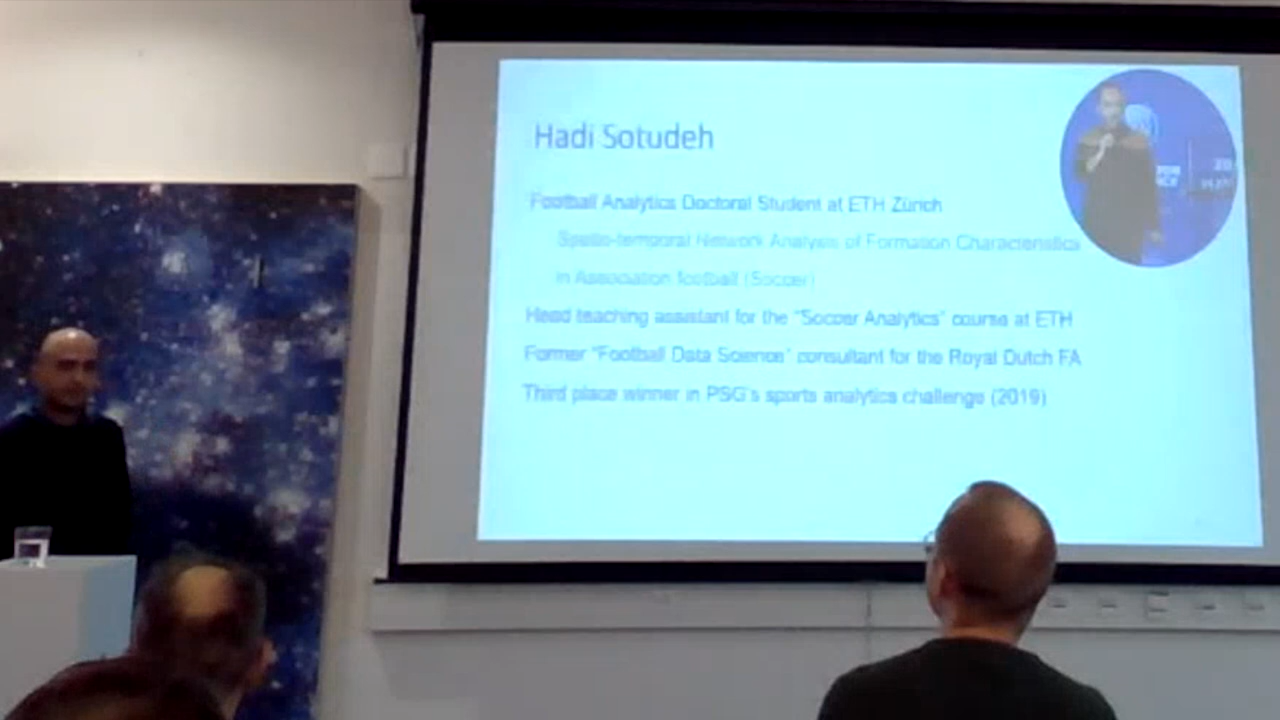 Hadi Sotudeh
Football Analytics Doctoral Student at ETH Zürich
Spatio-temporal Network Analysis of Formation Characteristics
in Association football (Soccer)
Head teaching assistant for the "Soccer Analytics" course at ETH
Former "Football Data Science" consultant for the Royal Dutch FA
Third place winner in PSG's sports analytics challenge (2019)